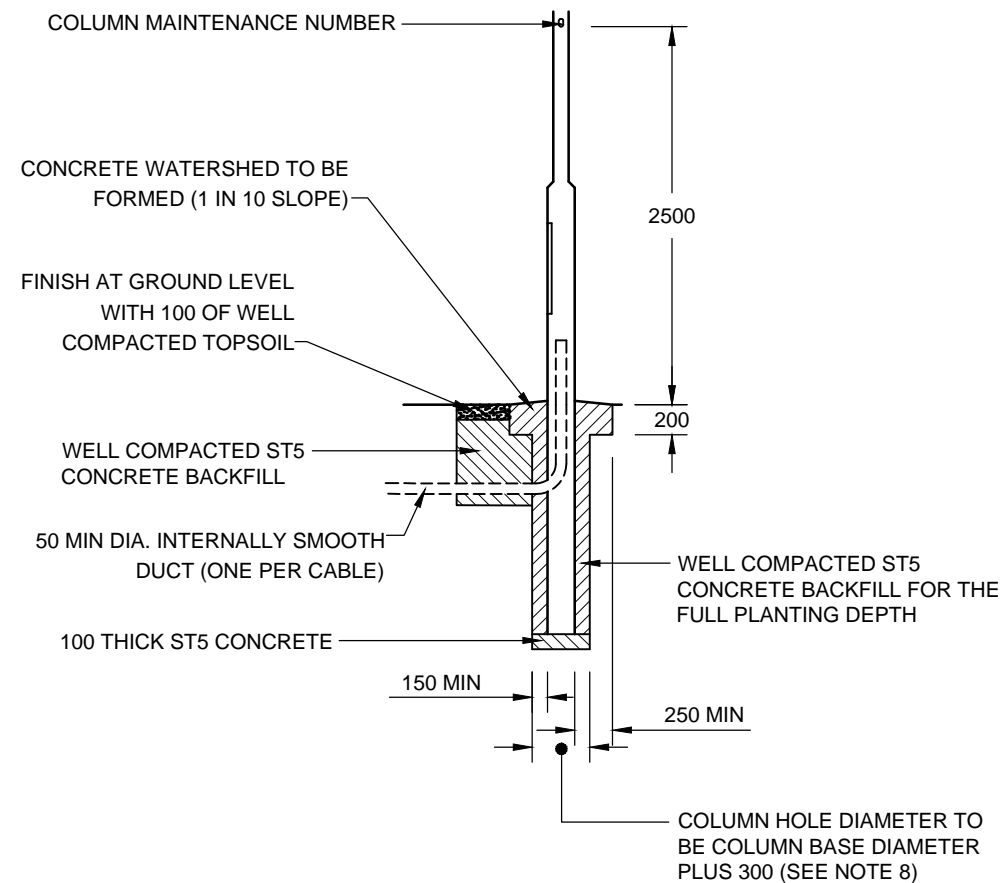 COLUMN MAINTENANCE NUMBER
CONCRETE WATERSHED TO BE
FORMED (1 IN 10 SLOPE)
2500
FINISH AT GROUND LEVEL
WITH 100 OF WELL
COMPACTED TOPSOIL
200
WELL COMPACTED ST5
CONCRETE BACKFILL
50 MIN DIA. INTERNALLY SMOOTH
DUCT (ONE PER CABLE)
WELL COMPACTED ST5
CONCRETE BACKFILL FOR THE
FULL PLANTING DEPTH
100 THICK ST5 CONCRETE
150 MIN
250 MIN
COLUMN HOLE DIAMETER TO
BE COLUMN BASE DIAMETER
PLUS 300 (SEE NOTE 8)